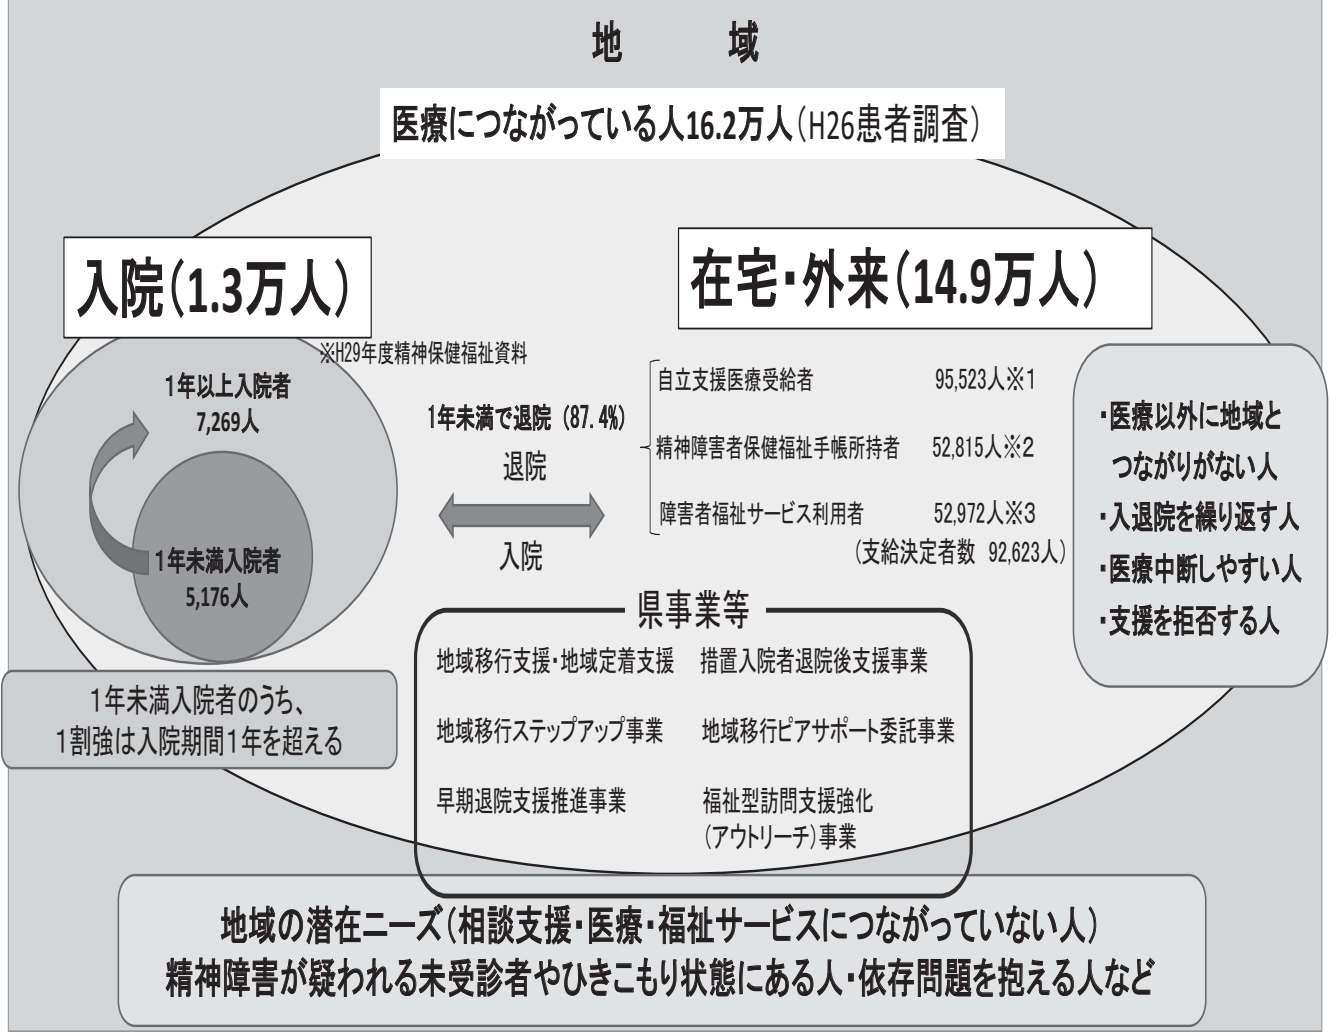 地　域
医療につながっている人16.2万人（H26患者調査）
入院（1.3万人）
※H29年度精神保健福祉資料
1年以上入院者
7,269人
1年未満入院者
5,176人
1年未満入院者のうち、
1割強は入院期間1年を超える
1年未満で退院（87.4%）
退院
入院
在宅・外来（14.9万人）
自立支援医療受給者　95,523人※1
精神障害者保健福祉手帳所持者　52,815人※2
障害者福祉サービス利用者　52,972人※3
（支給決定者数 92,623人）
・医療以外に地域と
つながりがない人
・入退院を繰り返す人
・医療中断しやすい人
・支援を拒否する人
県事業等
地域移行支援・地域定着支援　措置入院者退院後支援事業
地域移行ステップアップ事業　地域移行ピアサポート委託事業
早期退院支援推進事業　福祉型訪問支援強化
（アウトリーチ）事業
地域の潜在ニーズ（相談支援・医療・福祉サービスにつながっていない人）
精神障害が疑われる未受診者やひきこもり状態にある人・依存問題を抱える人など